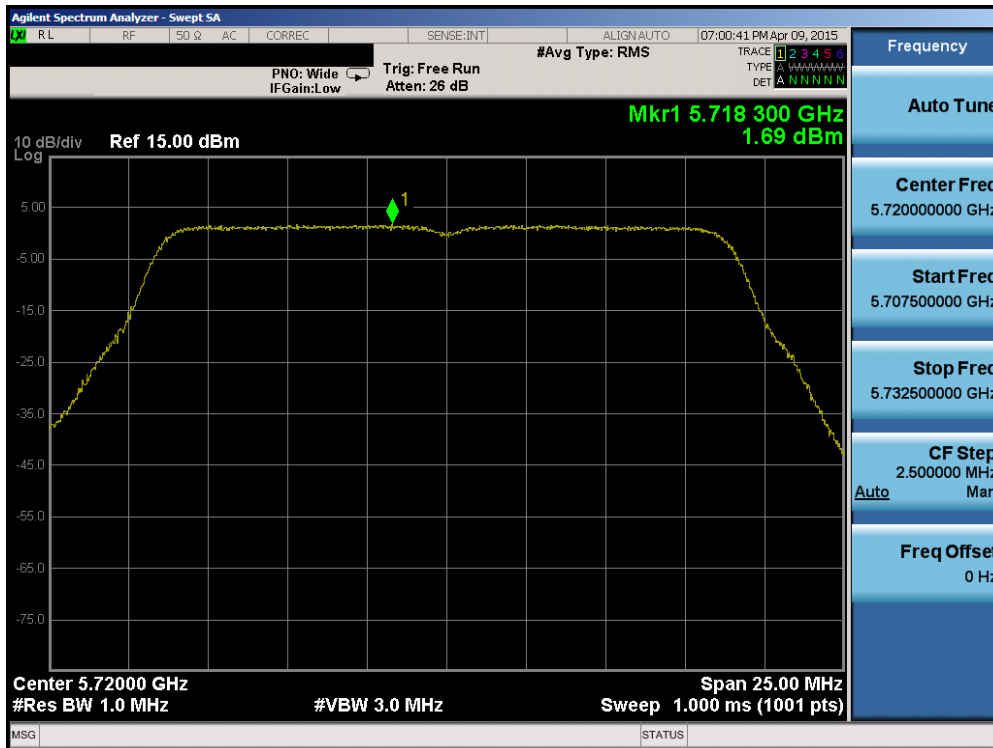 Agilent Spectrum Analyzer - Swept SA
LXI RL RF 50 Ω AC CORREC SENSE:INT ALIGNAUTO 07:00:41 PM Apr 09, 2015
#Avg Type: RMS
TRACE 1 2 3 4 5 6
PNO: Wide Trig: Free Run TYPE A
IFGain:Low Atten: 26 dB DET A N N N N N
Mkr1 5.718 300 GHz
1.69 dBm
10 dB/div Ref 15.00 dBm
Log
1
5.00
-5.00
-15.0
-25.0
-35.0
-45.0
-55.0
-65.0
-75.0
Center 5.72000 GHz Span 25.00 MHz
#Res BW 1.0 MHz #VBW 3.0 MHz Sweep 1.000 ms (1001 pts)
MSG STATUS
Frequency
Auto Tune
Center Freq
5.720000000 GHz
Start Freq
5.707500000 GHz
Stop Freq
5.732500000 GHz
CF Step
2.500000 MHz
Auto Man
Freq Offset
0 Hz